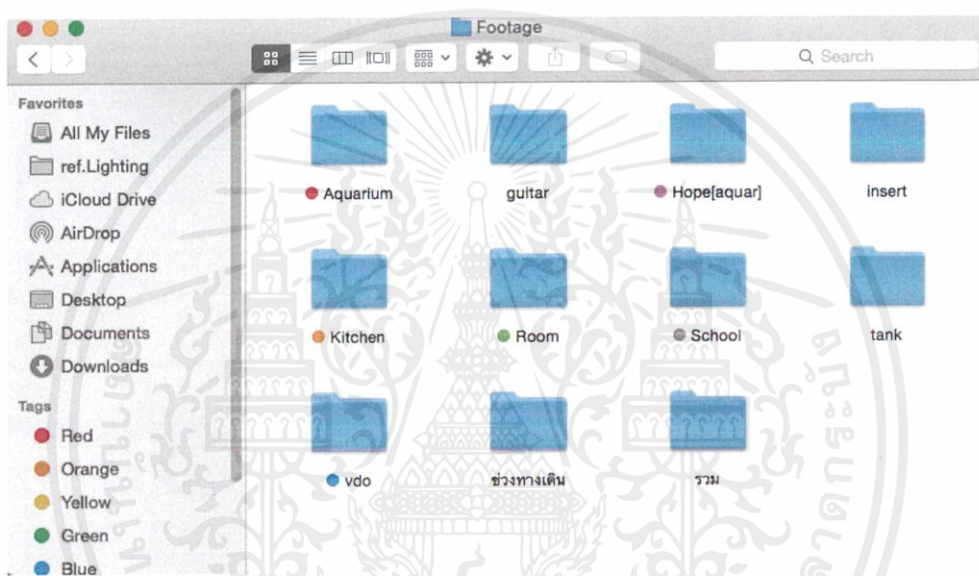 Footage
Search
Favorites
All My Files
ref.Lighting
iCloud Drive
AirDrop
Applications
Desktop
Documents
Downloads
Tags
Red
Orange
Yellow
Green
Blue
Aquarium guitar Hope[aquar] insert
Kitchen Room School tank
vdo ช่วงทางเดิน รวม